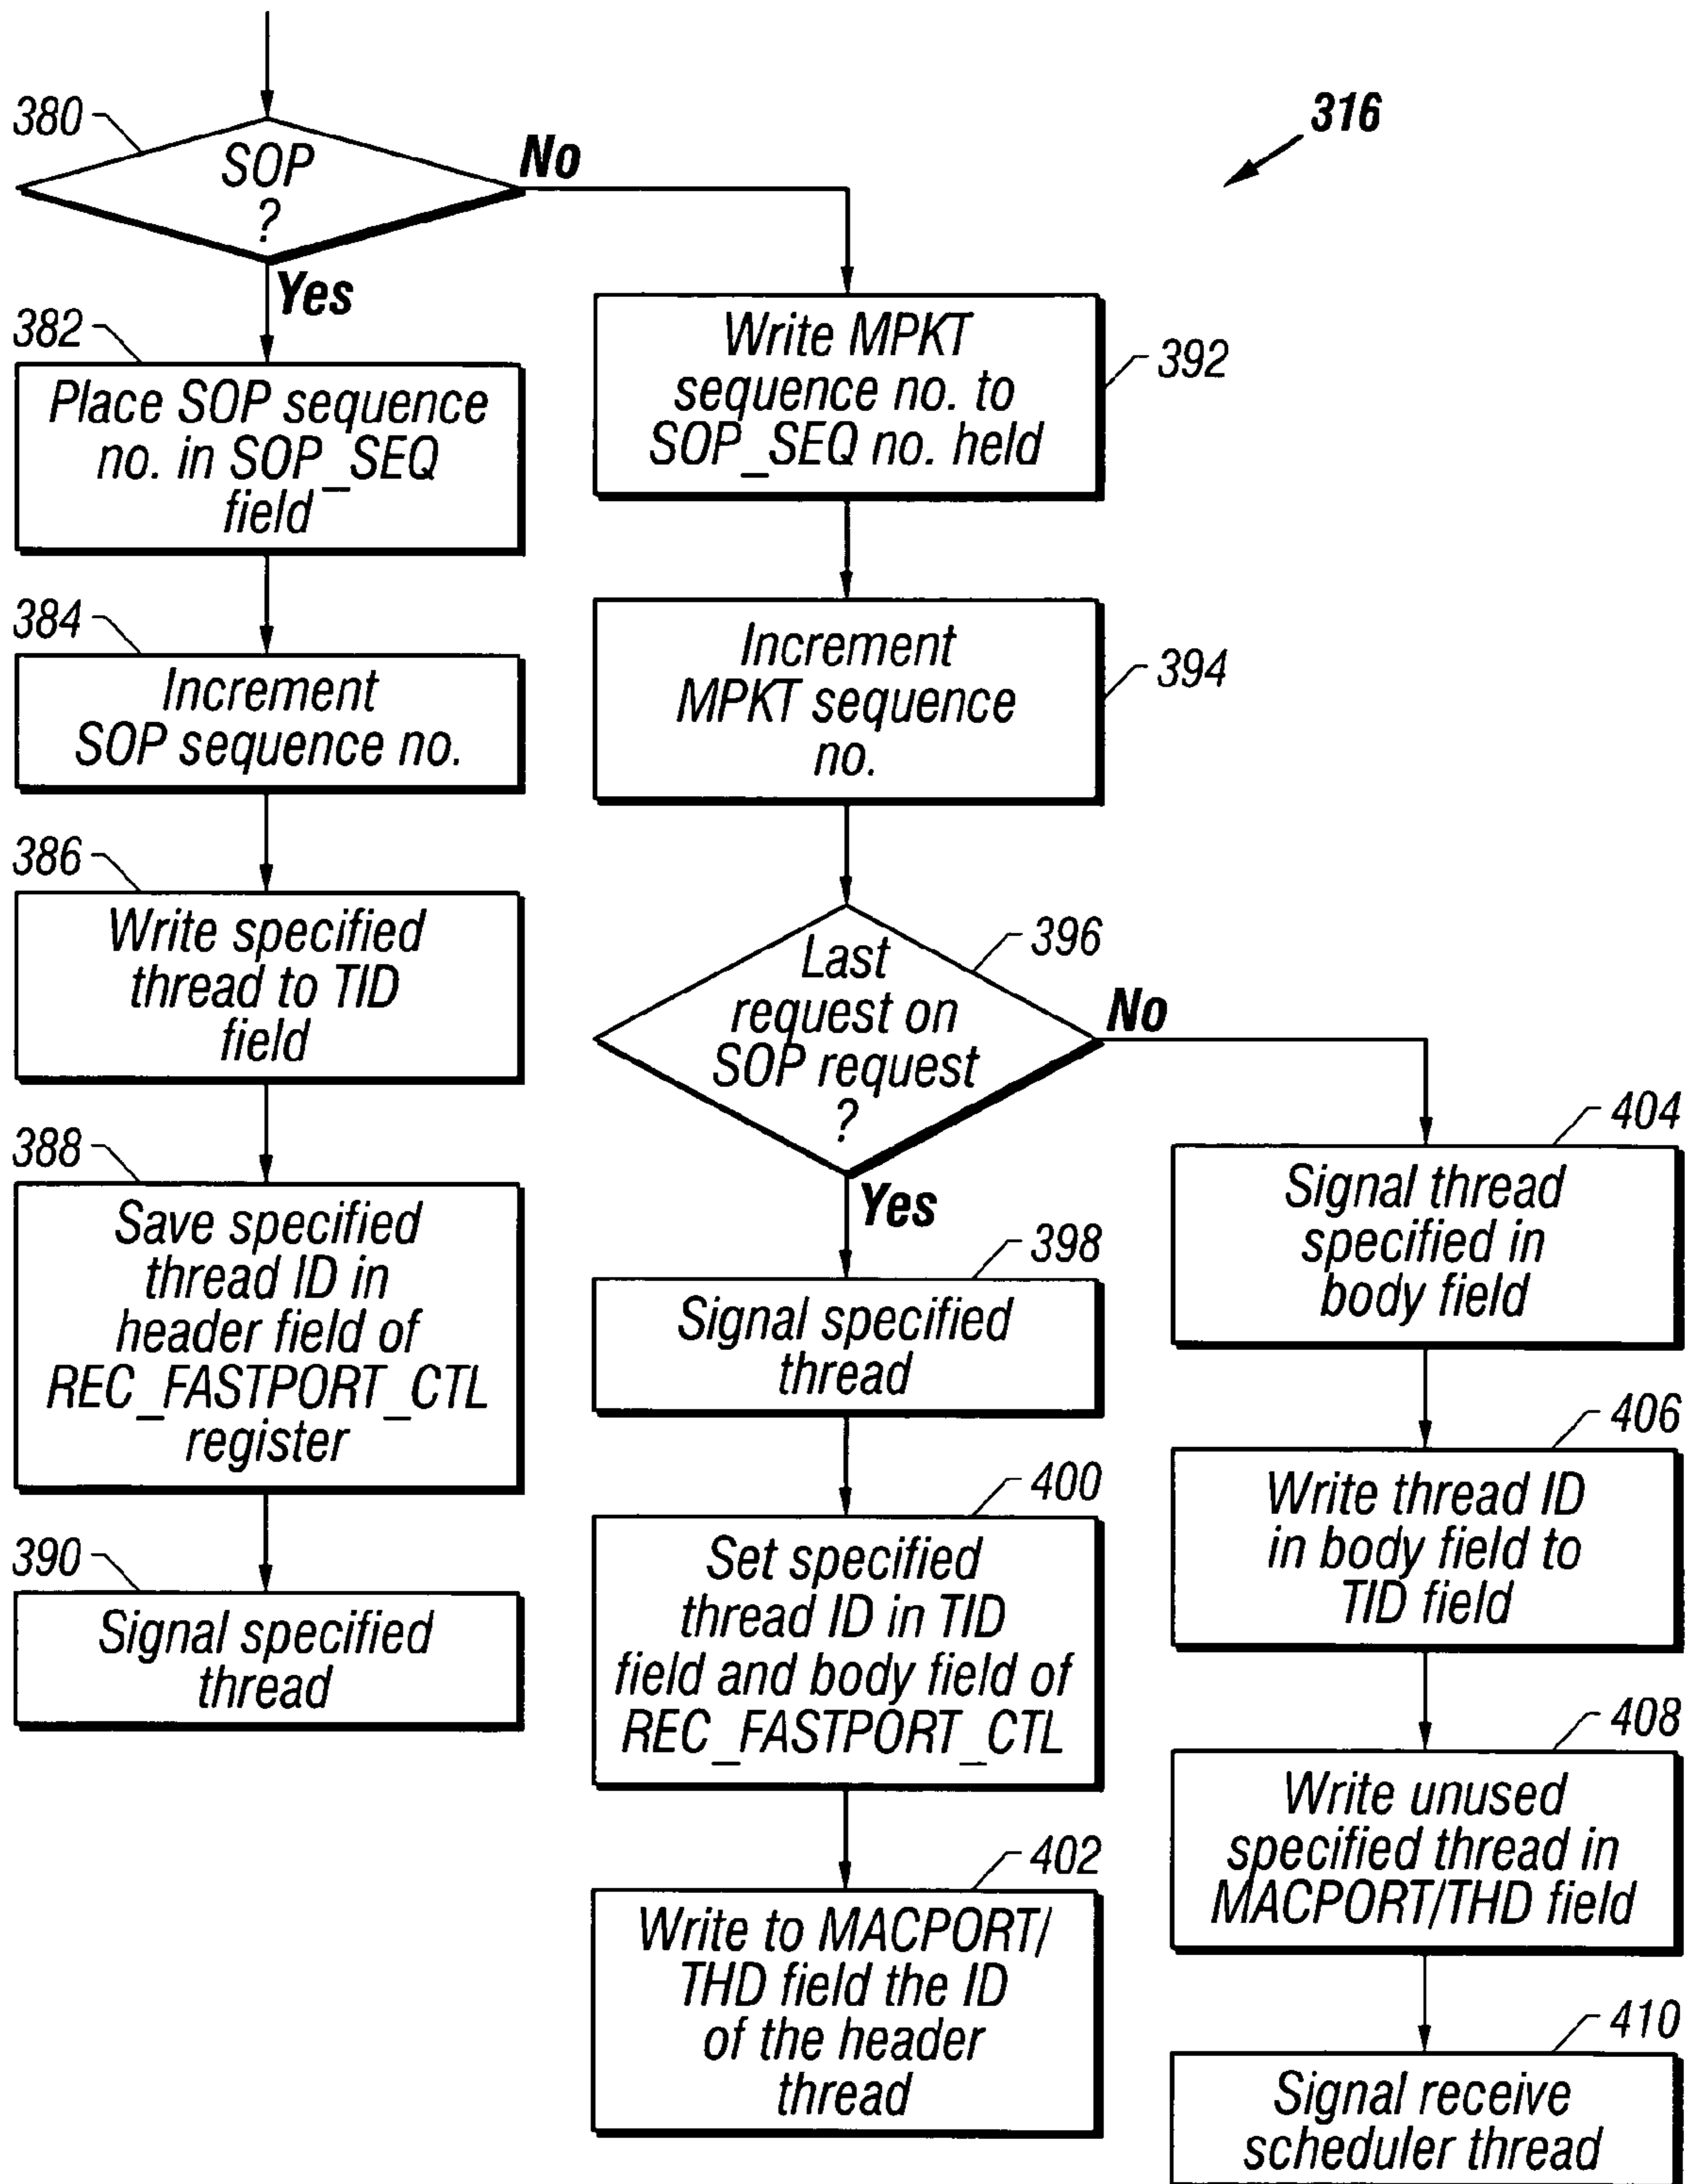 316
380
SOP
?
No
Yes
382
Place SOP sequence
no. in SOP_SEQ
field
384
Increment
SOP sequence no.
386
Write specified
thread to TID
field
388
Save specified
thread ID in
header field of
REC_FASTPORT_CTL
register
390
Signal specified
thread
392
Write MPKT
sequence no. to
SOP_SEQ no. held
394
Increment
MPKT sequence
no.
396
Last
request on
SOP request
?
No
Yes
398
Signal specified
thread
400
Set specified
thread ID in TID
field and body field of
REC_FASTPORT_CTL
402
Write to MACPORT/
THD field the ID
of the header
thread
404
Signal thread
specified in
body field
406
Write thread ID
in body field to
TID field
408
Write unused
specified thread in
MACPORT/THD field
410
Signal receive
scheduler thread